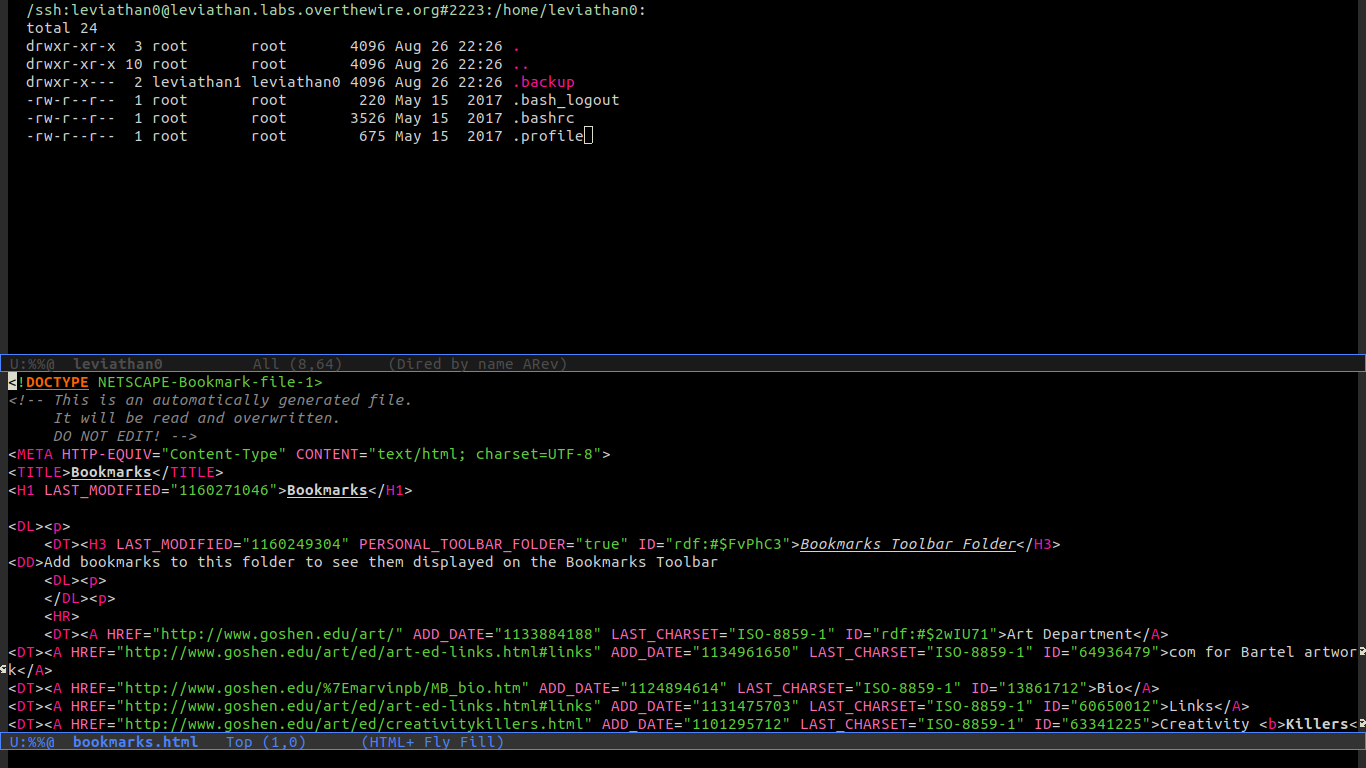 /ssh:leviathan0@leviathan.labs.overthewire.org#2223:/home/leviathan0:
total 24
drwxr-xr-x  3 root       root       4096 Aug 26 22:26 .
drwxr-xr-x 10 root       root       4096 Aug 26 22:26 ..
drwxr-x---  2 leviathan1 leviathan0 4096 Aug 26 22:26 .backup
-rw-r--r--  1 root       root        220 May 15  2017 .bash_logout
-rw-r--r--  1 root       root       3526 May 15  2017 .bashrc
-rw-r--r--  1 root       root        675 May 15  2017 .profile
U:%%@  leviathan0          All (8,64)     (Dired by name ARev)
<!DOCTYPE NETSCAPE-Bookmark-file-1>
<!-- This is an automatically generated file.
     It will be read and overwritten.
     DO NOT EDIT! -->
<META HTTP-EQUIV="Content-Type" CONTENT="text/html; charset=UTF-8">
<TITLE>Bookmarks</TITLE>
<H1 LAST_MODIFIED="1160271046">Bookmarks</H1>
<DL><p>
    <DT><H3 LAST_MODIFIED="1160249304" PERSONAL_TOOLBAR_FOLDER="true" ID="rdf:#$FvPhC3">Bookmarks Toolbar Folder</H3>
<DD>Add bookmarks to this folder to see them displayed on the Bookmarks Toolbar
    <DL><p>
    </DL><p>
    <HR>
    <DT><A HREF="http://www.goshen.edu/art/" ADD_DATE="1133884188" LAST_CHARSET="ISO-8859-1" ID="rdf:#$2wIU71">Art Department</A>
<DT><A HREF="http://www.goshen.edu/art/ed/art-ed-links.html#links" ADD_DATE="1134961650" LAST_CHARSET="ISO-8859-1" ID="64936479">com for Bartel artwor
k</A>
<DT><A HREF="http://www.goshen.edu/%7Emarvinpb/MB_bio.htm" ADD_DATE="1124894614" LAST_CHARSET="ISO-8859-1" ID="13861712">Bio</A>
<DT><A HREF="http://www.goshen.edu/art/ed/art-ed-links.html#links" ADD_DATE="1131475703" LAST_CHARSET="ISO-8859-1" ID="60650012">Links</A>
<DT><A HREF="http://www.goshen.edu/art/ed/creativitykillers.html" ADD_DATE="1101295712" LAST_CHARSET="ISO-8859-1" ID="63341225">Creativity <b>Killers<
U:%%@  bookmarks.html   Top (1,0)      (HTML+ Fly Fill)